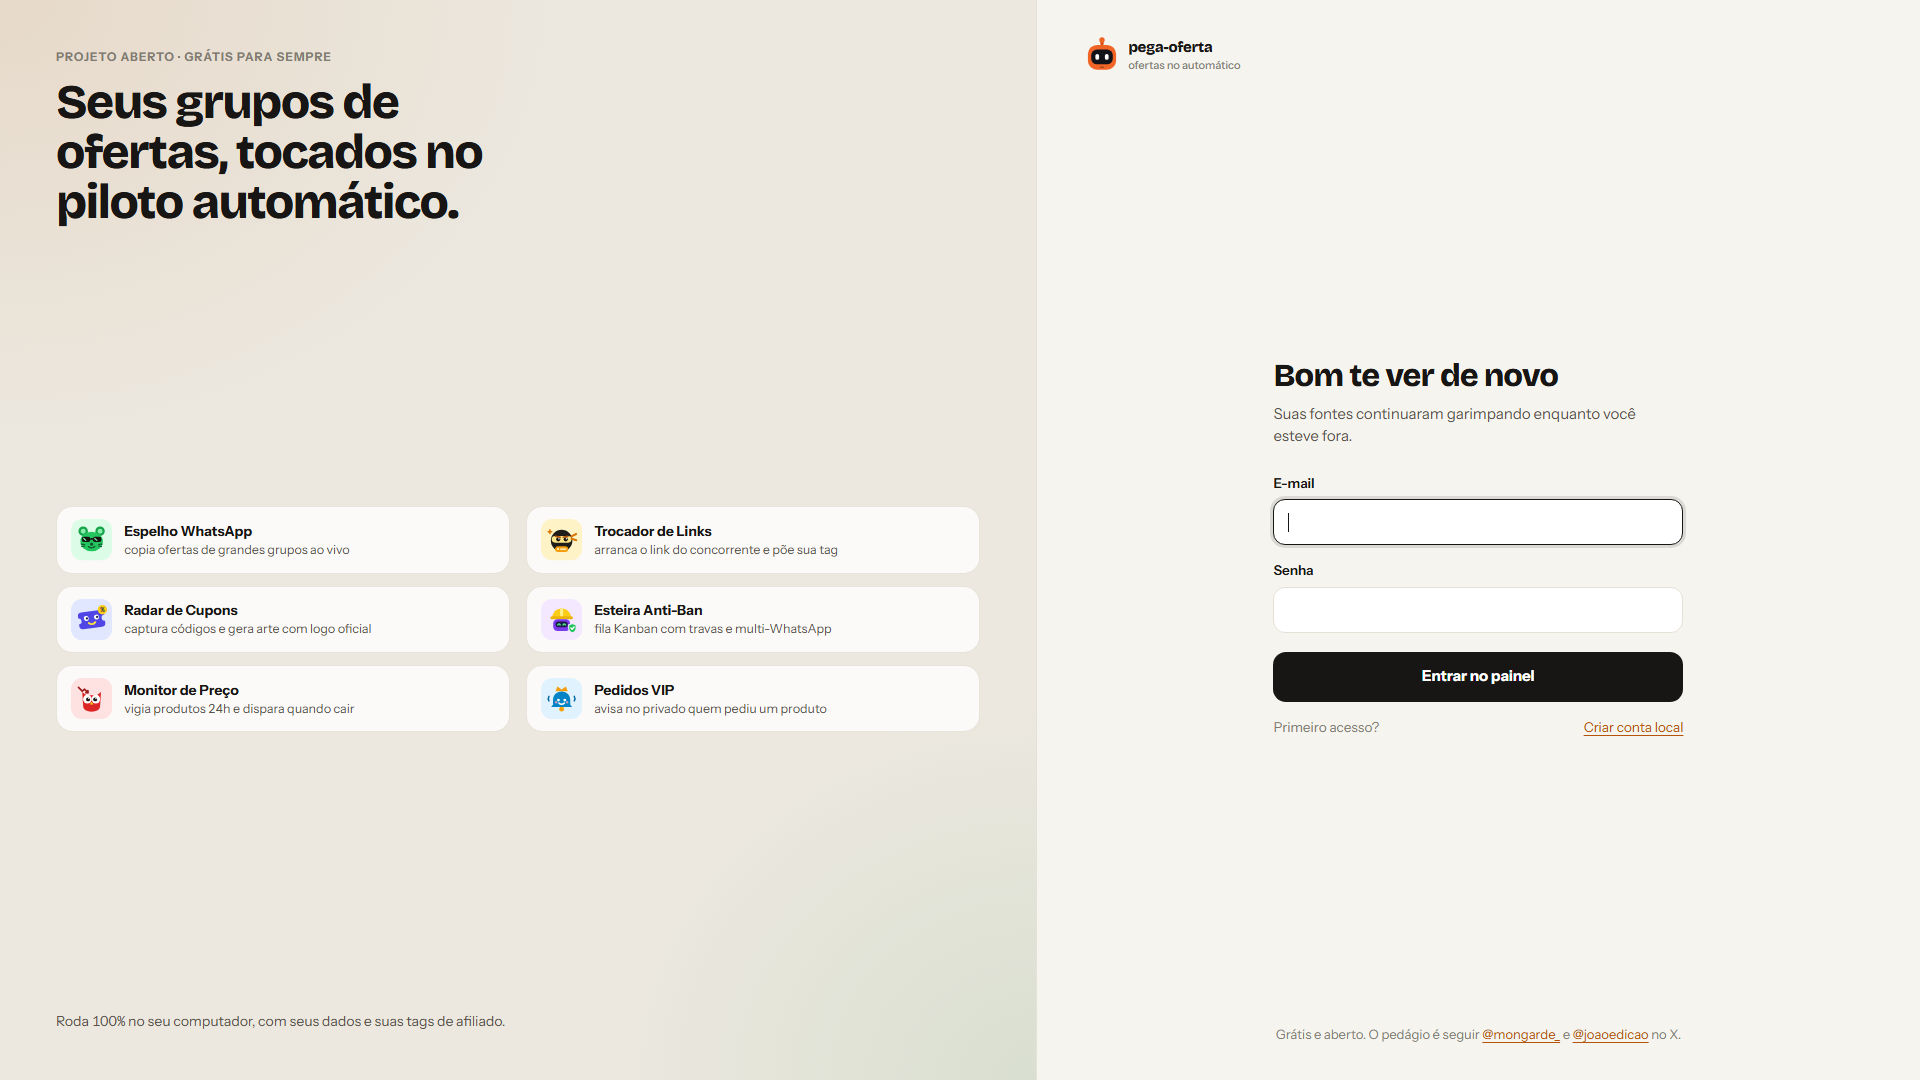 PROJETO ABERTO · GRÁTIS PARA SEMPRE
Seus grupos de
ofertas, tocados no
piloto automático.
Espelho WhatsApp
copia ofertas de grandes grupos ao vivo
Trocador de Links
arranca o link do concorrente e põe sua tag
Radar de Cupons
captura códigos e gera arte com logo oficial
Esteira Anti-Ban
fila Kanban com travas e multi-WhatsApp
Monitor de Preço
vigia produtos 24h e dispara quando cair
Pedidos VIP
avisa no privado quem pediu um produto
Roda 100% no seu computador, com seus dados e suas tags de afiliado.
pega-oferta
ofertas no automático
Bom te ver de novo
Suas fontes continuaram garimpando enquanto você
esteve fora.
E-mail
Senha
Entrar no painel
Primeiro acesso?
Criar conta local
Grátis e aberto. O pedágio é seguir @mongarde_ e @joaoedicao no X.